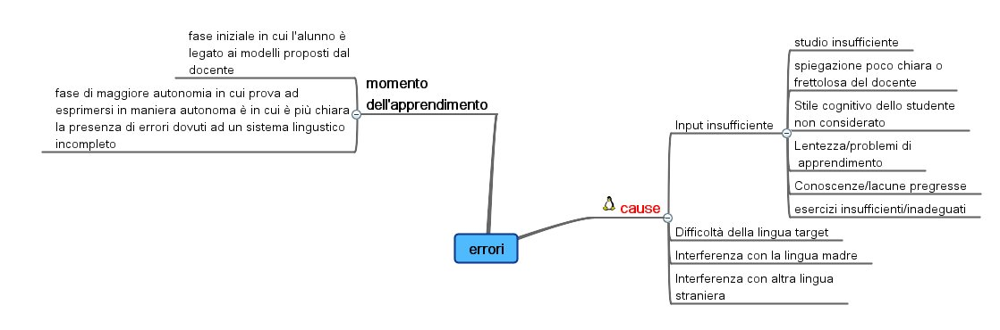 fase iniziale in cui l'alunno è
legato ai modelli proposti dal
docente
fase di maggiore autonomia in cui prova ad
esprimersi in maniera autonoma è in cui è più chiara
la presenza di errori dovuti ad un sistema lingustico
incompleto
momento
dell'apprendimento
errori
cause
Input insufficiente
studio insufficiente
spiegazione poco chiara o
frettolosa del docente
Stile cognitivo dello studente
non considerato
Lentezza/problemi di
apprendimento
Conoscenze/lacune pregresse
esercizi insufficienti/inadeguati
Difficoltà della lingua target
Interferenza con la lingua madre
Interferenza con altra lingua
straniera